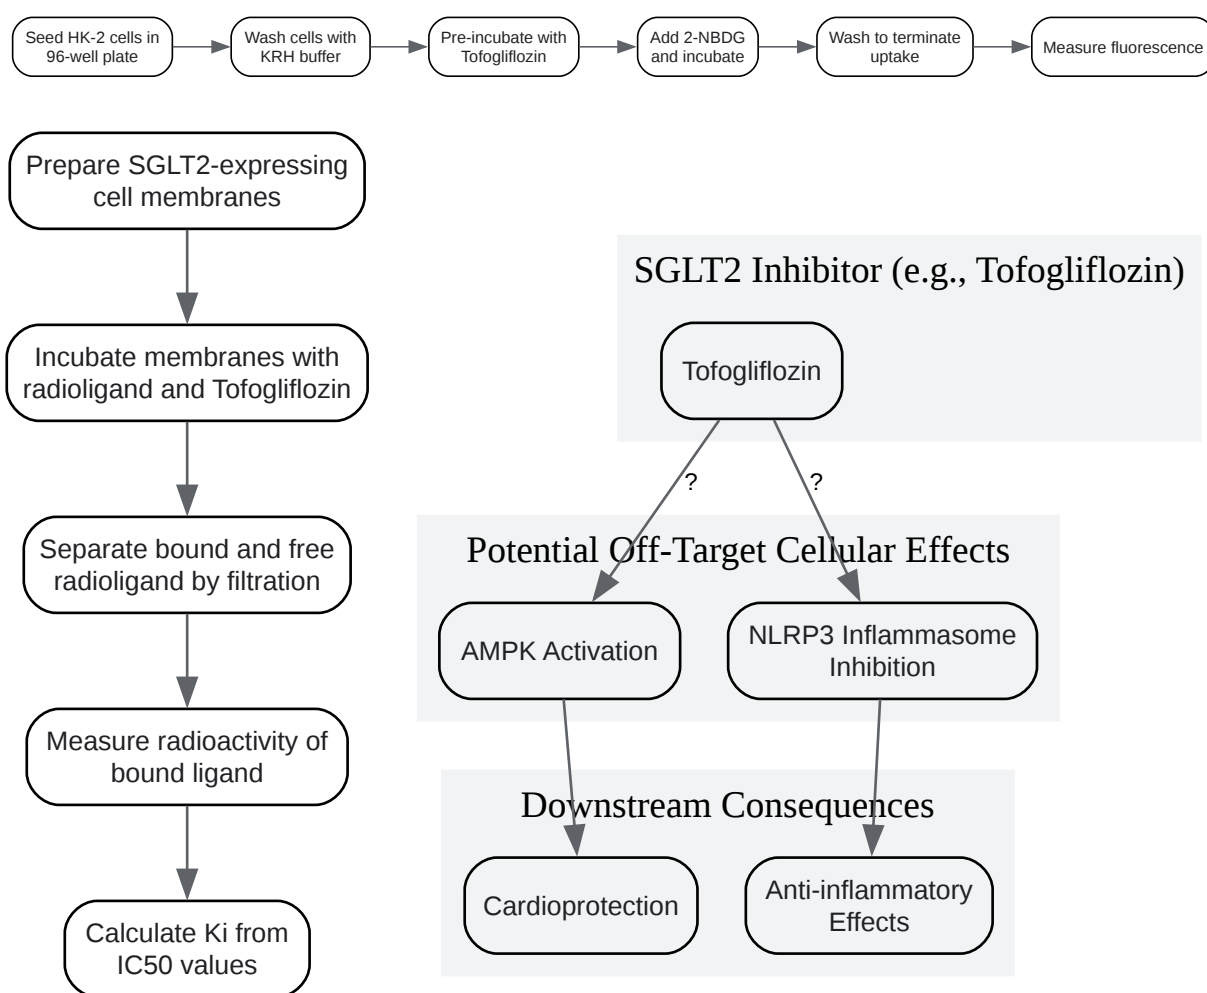 Seed HK-2 cells in
96-well plate
Wash cells with
KRH buffer
Pre-incubate with
Tofogliflozin
Add 2-NBDG
and incubate
Wash to terminate
uptake
Measure fluorescence
Prepare SGLT2-expressing
cell membranes
Incubate membranes with
radioligand and Tofogliflozin
Separate bound and free
radioligand by filtration
Measure radioactivity of
bound ligand
Calculate Ki from
IC50 values
SGLT2 Inhibitor (e.g., Tofogliflozin)
Tofogliflozin
?
?
Potential Off-Target Cellular Effects
AMPK Activation
NLRP3 Inflammasome
Inhibition
Downstream Consequences
Cardioprotection
Anti-inflammatory
Effects